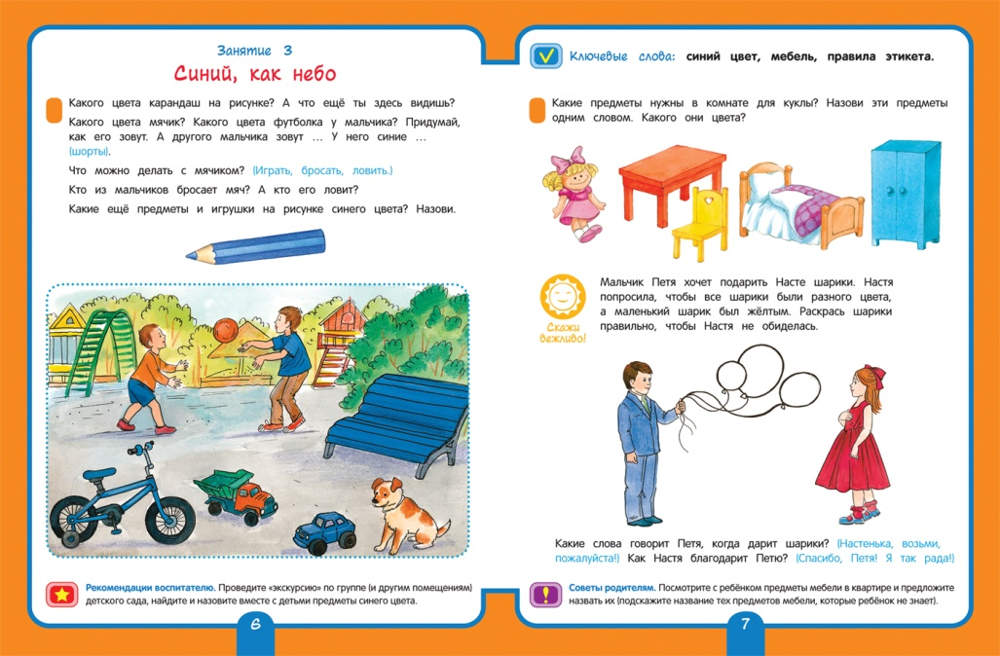 Занятие 3
Синий, как небо
Какого цвета карандаш на рисунке? А что ещё ты здесь видишь?
Какого цвета мячик? Какого цвета футболка у мальчика? Придумай,
как его зовут. А другого мальчика зовут ... У него синие ...
(шорты).
Что можно делать с мячиком? (Играть, бросать, ловить.)
Кто из мальчиков бросает мяч? А кто его ловит?
Какие ещё предметы и игрушки на рисунке синего цвета? Назови.
Рекомендации воспитателю. Проведите «экскурсию» по группе (и другим помещениям)
детского сада, найдите и назовите вместе с детьми предметы синего цвета.
6
Ключевые слова: синий цвет, мебель, правила этикета.
Какие предметы нужны в комнате для куклы? Назови эти предметы
одним словом. Какого они цвета?
Скажи
вежливо!
Мальчик Петя хочет подарить Насте шарики. Настя
попросила, чтобы все шарики были разного цвета,
а маленький шарик был жёлтым. Раскрась шарики
правильно, чтобы Настя не обиделась.
Какие слова говорит Петя, когда дарит шарики? (Настенька, возьми,
пожалуйста!) Как Настя благодарит Петю? (Спасибо, Петя! Я так рада!)
Советы родителям. Посмотрите с ребёнком предметы мебели в квартире и предложите
назвать их (подскажите название тех предметов мебели, которые ребёнок не знает).
7